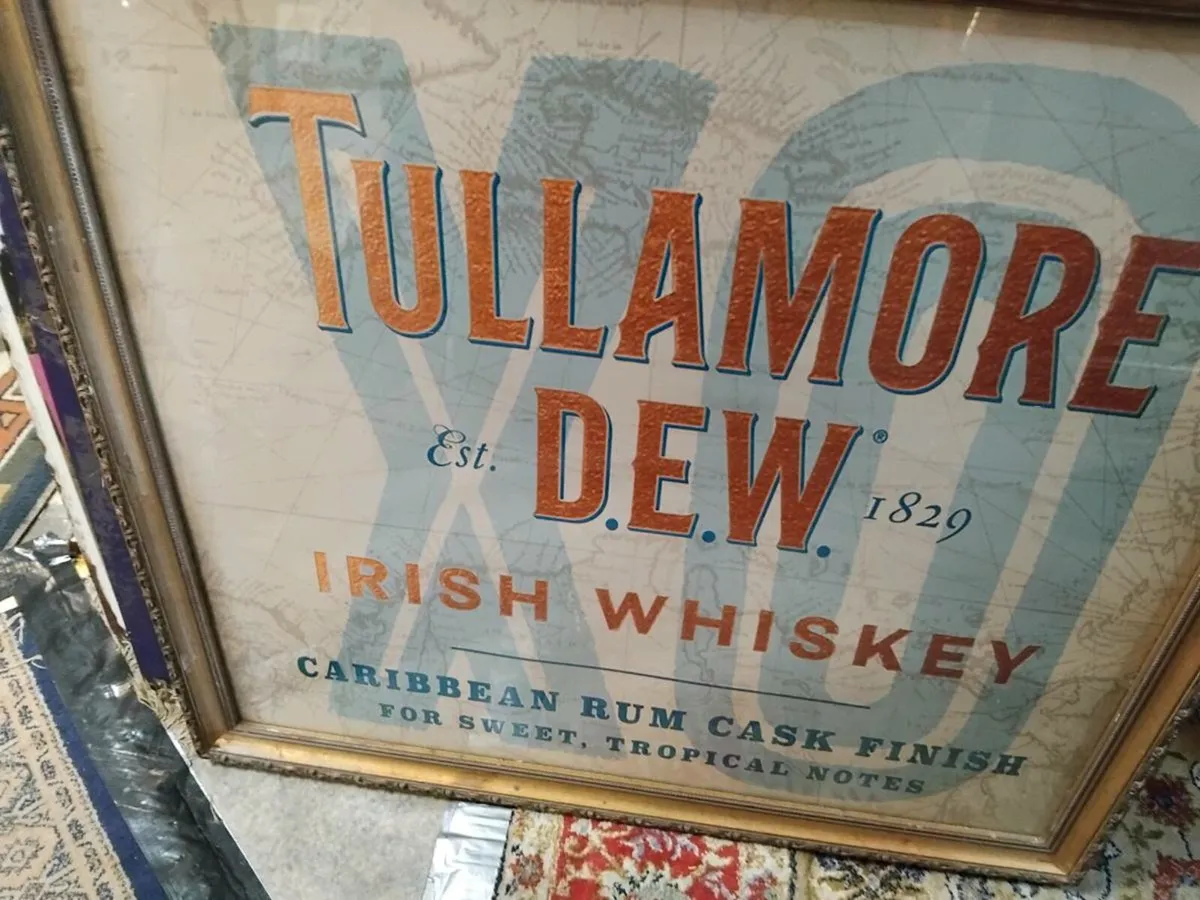 XO
TULLAMORE
D.E.W.®
Est. 1829
IRISH WHISKEY
CARIBBEAN RUM CASK FINISH
FOR SWEET, TROPICAL NOTES